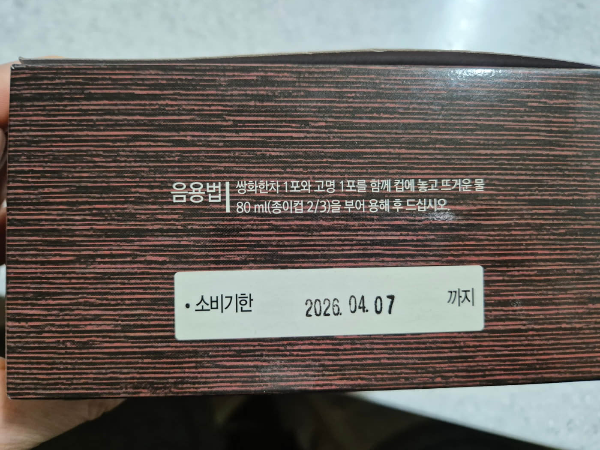 음용법 쌍화한차 1포와 고명 1포를 함께 컵에 놓고 뜨거운 물
80 ml(종이컵 2/3)을 부어 용해 후 드십시오.
• 소비기한 2026. 04. 07 까지